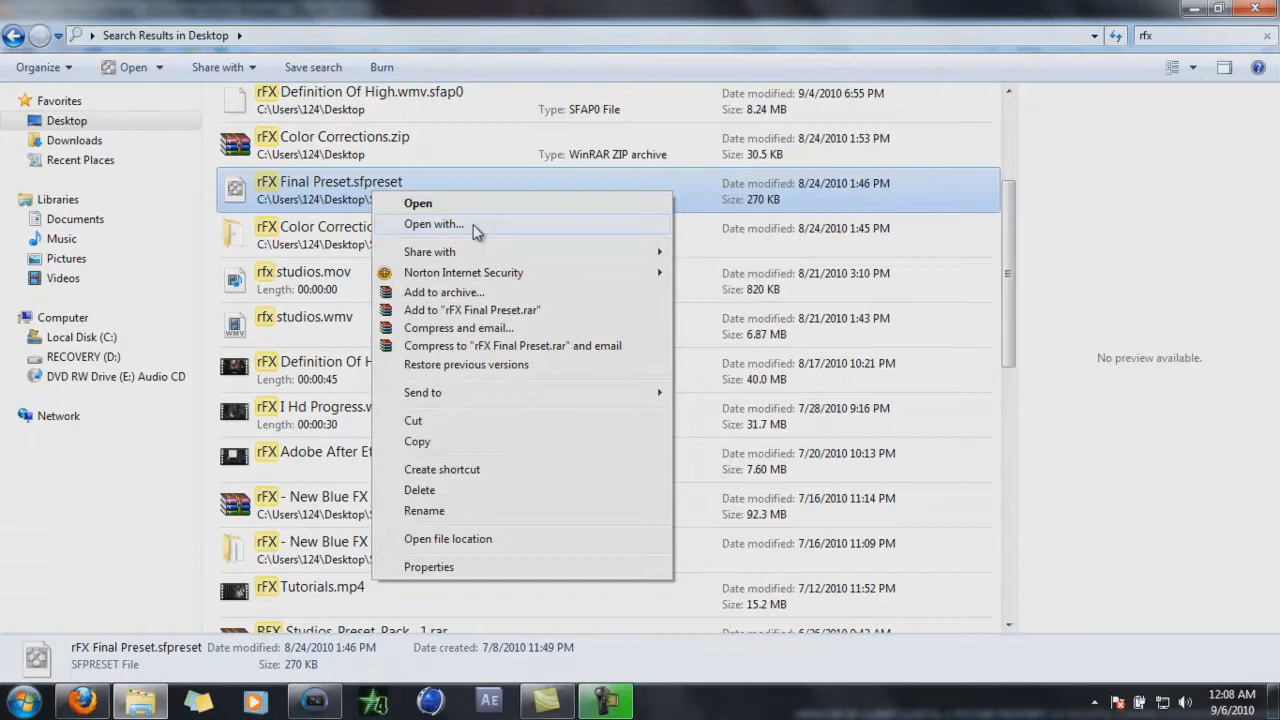 Search Results in Desktop
rfx
Organize
Open
Share with
Save search
Burn
Favorites
Desktop
Downloads
Recent Places
Libraries
Documents
Music
Pictures
Videos
Computer
Local Disk (C:)
RECOVERY (D:)
DVD RW Drive (E:) Audio CD
Network
rFX Definition Of High.wmv.sfap0
C:\Users\124\Desktop
Type: SFAP0 File
Date modified: 9/4/2010 6:55 PM
Size: 8.24 MB
rFX Color Corrections.zip
C:\Users\124\Desktop
Type: WinRAR ZIP archive
Date modified: 8/24/2010 1:53 PM
Size: 30.5 KB
rFX Final Preset.sfpreset
C:\Users\124\Desktop\
Date modified: 8/24/2010 1:46 PM
Size: 270 KB
rFX Color Correctio
C:\Users\124\Desktop\
Date modified: 8/24/2010 1:45 PM
rfx studios.mov
Length: 00:00:00
Date modified: 8/21/2010 3:10 PM
Size: 820 KB
rfx studios.wmv
Date modified: 8/21/2010 1:43 PM
Size: 6.87 MB
rFX Definition Of H
Length: 00:00:45
Date modified: 8/17/2010 10:21 PM
Size: 40.0 MB
rFX I Hd Progress.w
Length: 00:00:30
Date modified: 7/28/2010 9:16 PM
Size: 31.7 MB
rFX Adobe After Ef
Date modified: 7/20/2010 10:13 PM
Size: 7.60 MB
rFX - New Blue FX
C:\Users\124\Desktop\
Date modified: 7/16/2010 11:14 PM
Size: 92.3 MB
rFX - New Blue FX
C:\Users\124\Desktop\
Date modified: 7/16/2010 11:09 PM
rFX Tutorials.mp4
Date modified: 7/12/2010 11:52 PM
Size: 15.2 MB
RFX Studios Preset Pack 1.rar
Open
Open with...
Share with
Norton Internet Security
Add to archive...
Add to "rFX Final Preset.rar"
Compress and email...
Compress to "rFX Final Preset.rar" and email
Restore previous versions
Send to
Cut
Copy
Create shortcut
Delete
Rename
Open file location
Properties
No preview available.
rFX Final Preset.sfpreset Date modified: 8/24/2010 1:46 PM Date created: 7/8/2010 11:49 PM
SFPRESET File Size: 270 KB
4
AE
12:08 AM
9/6/2010